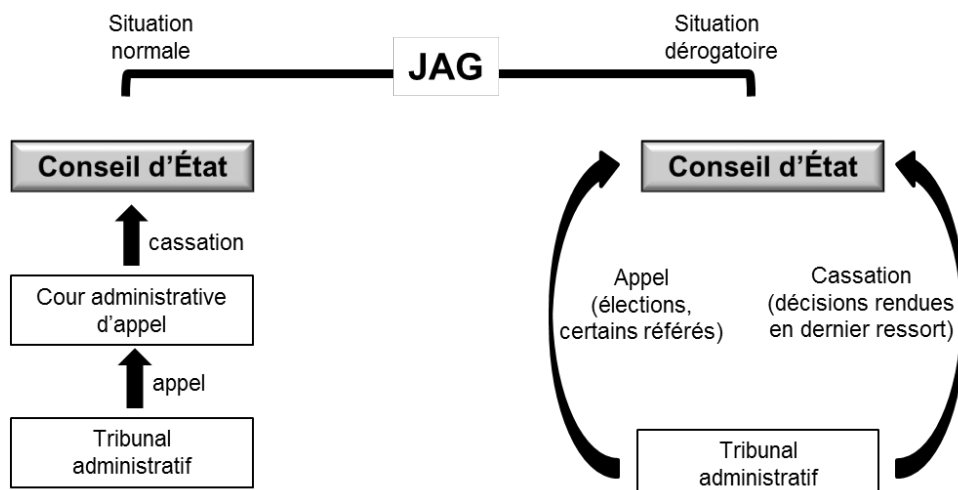 Situation
normale
JAG
Situation
dérogatoire
Conseil d'État
cassation
Cour administrative
d'appel
appel
Tribunal
administratif
Conseil d'État
Appel
(élections,
certains référés)
Cassation
(décisions rendues
en dernier ressort)
Tribunal
administratif